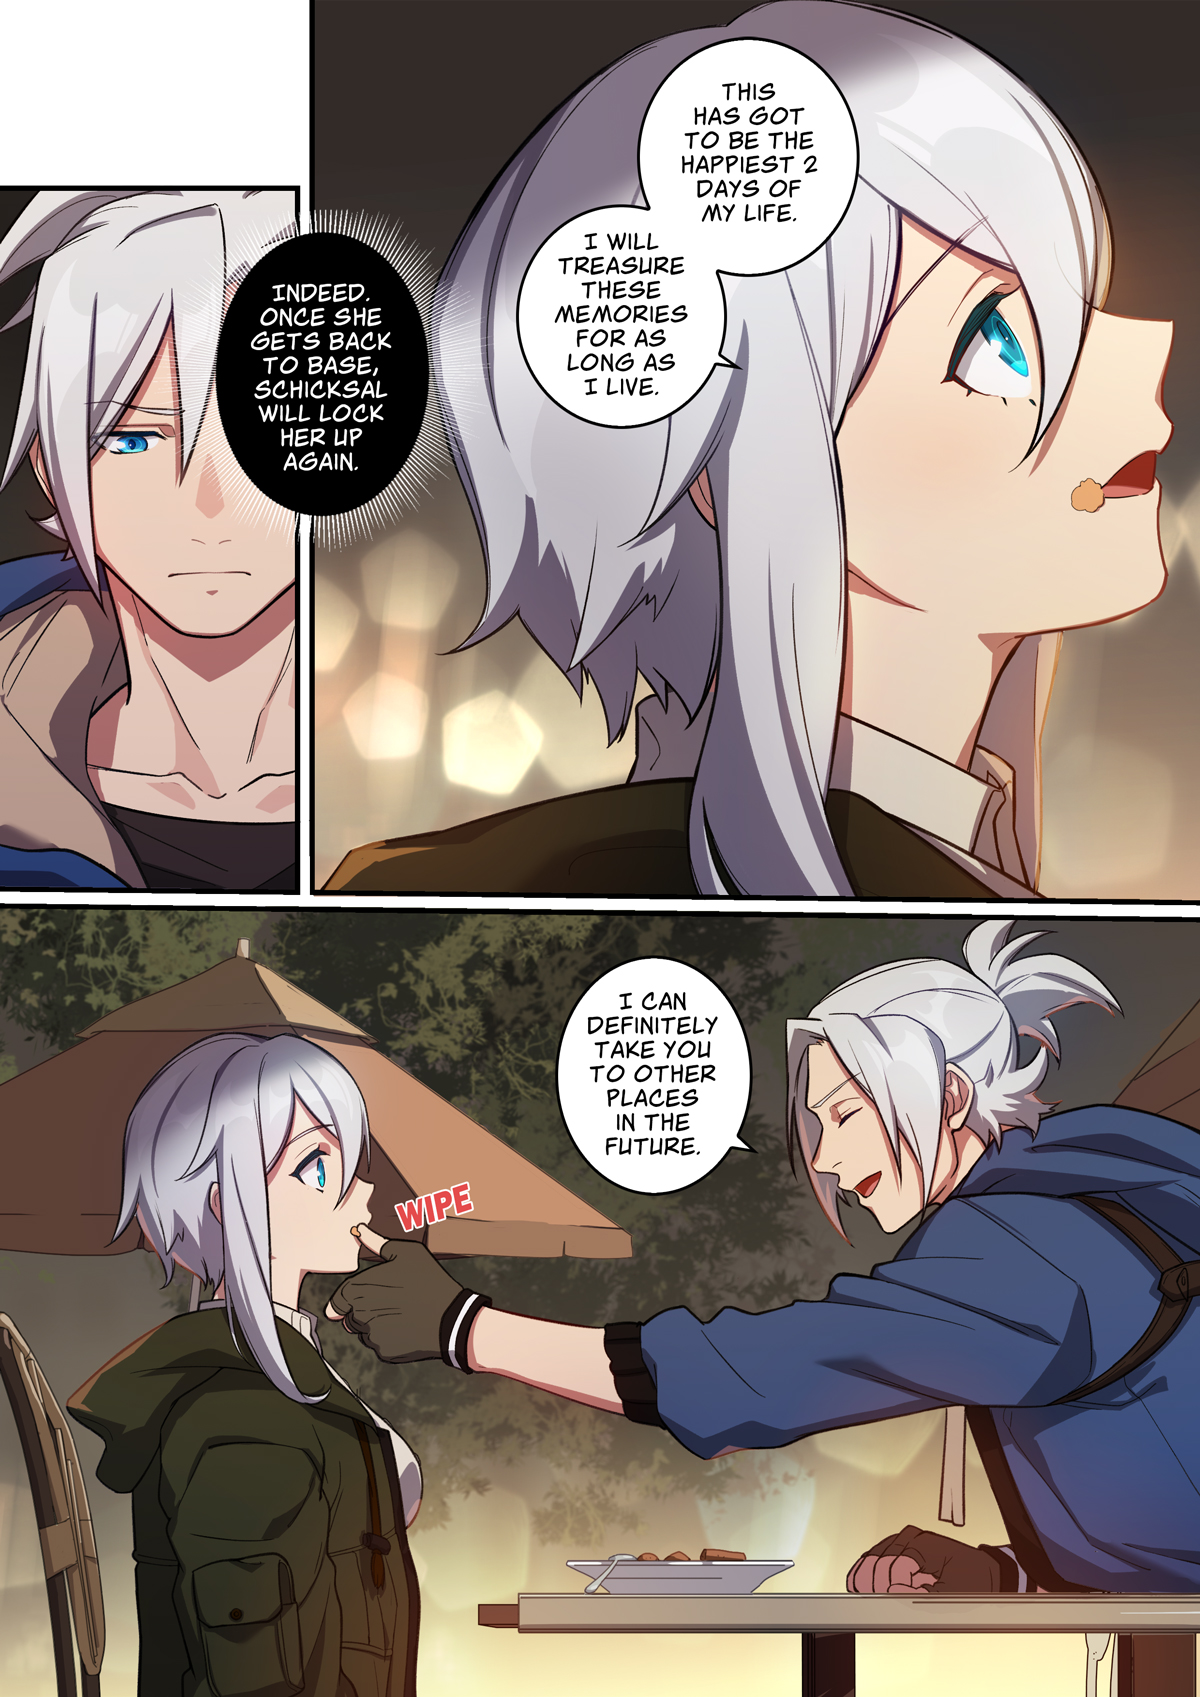 THIS
HAS GOT
TO BE THE
HAPPIEST 2
DAYS OF
MY LIFE.
I WILL
TREASURE
THESE
MEMORIES
FOR AS
LONG AS
I LIVE.
INDEED.
ONCE SHE
GETS BACK
TO BASE,
SCHICKSAL
WILL LOCK
HER UP
AGAIN.
I CAN
DEFINITELY
TAKE YOU
TO OTHER
PLACES
IN THE
FUTURE.
WIPE